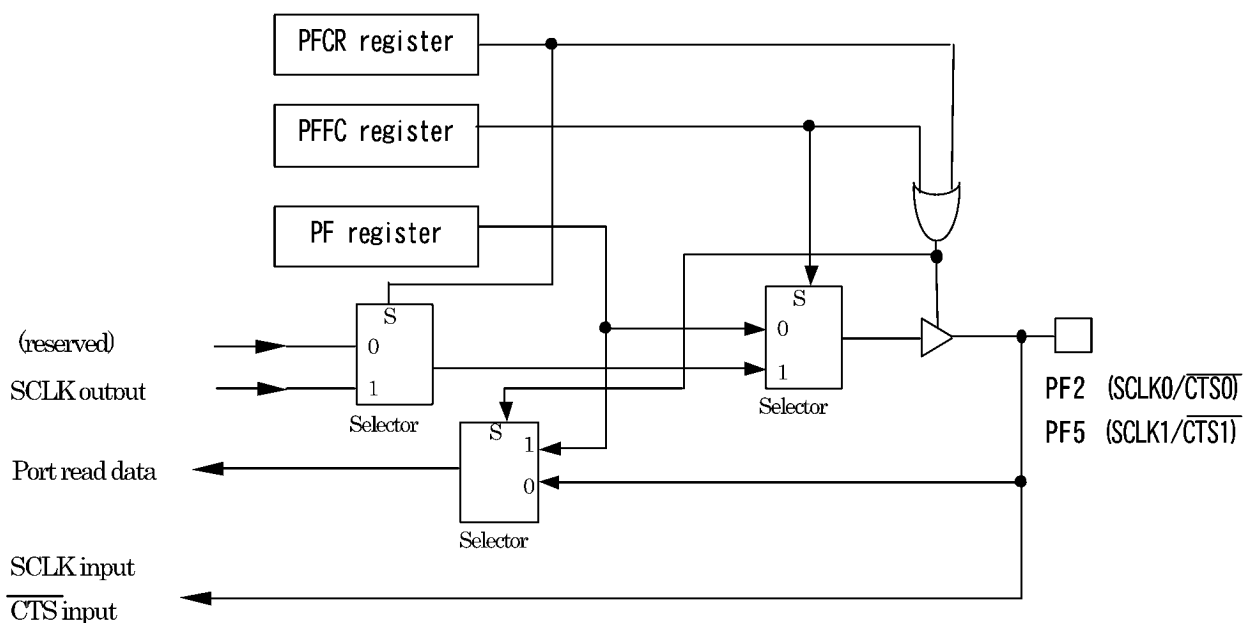 PFCR register
PFFC register
PF register
S
0
1
Selector
S
0
1
Selector
(reserved)
SCLK output
S
1
0
Selector
Port read data
PF2 (SCLK0/CTS0)
PF5 (SCLK1/CTS1)
SCLK input
CTS input